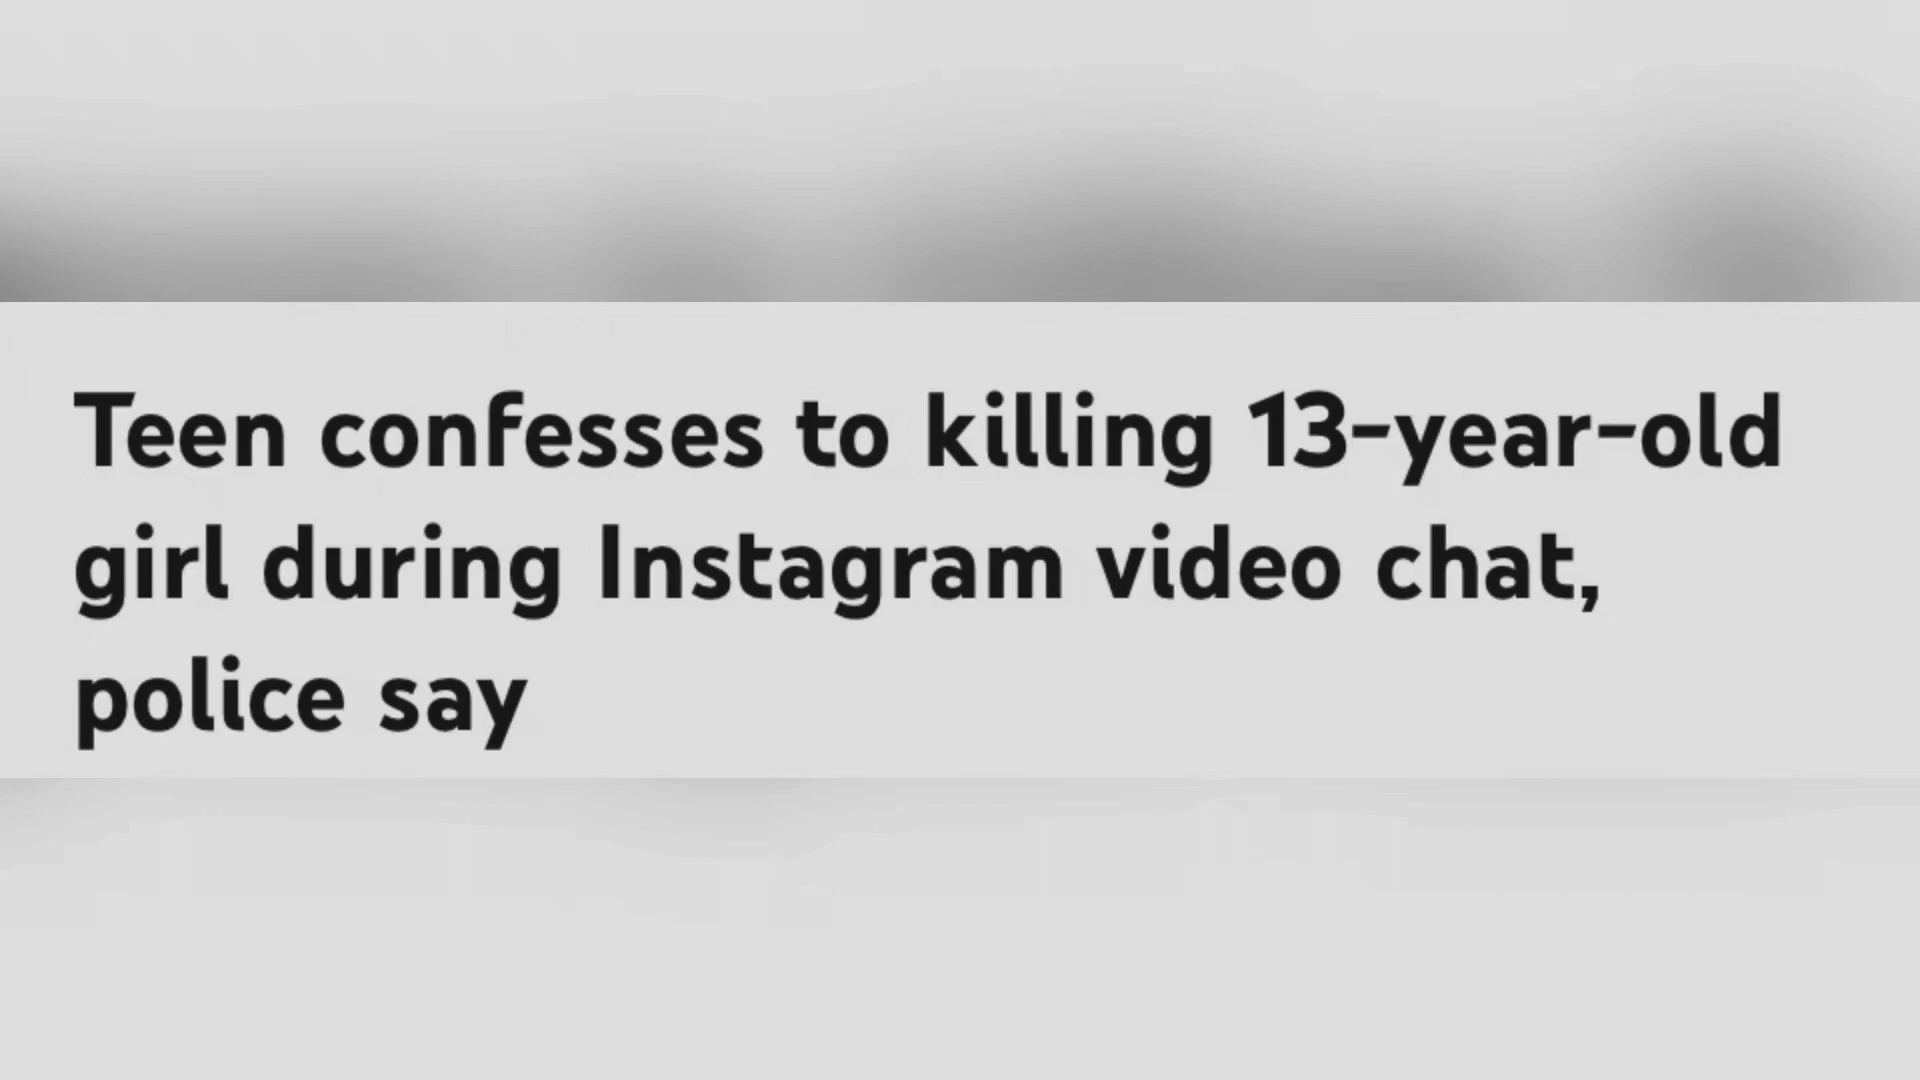 Teen confesses to killing 13-year-old
girl during Instagram video chat,
police say